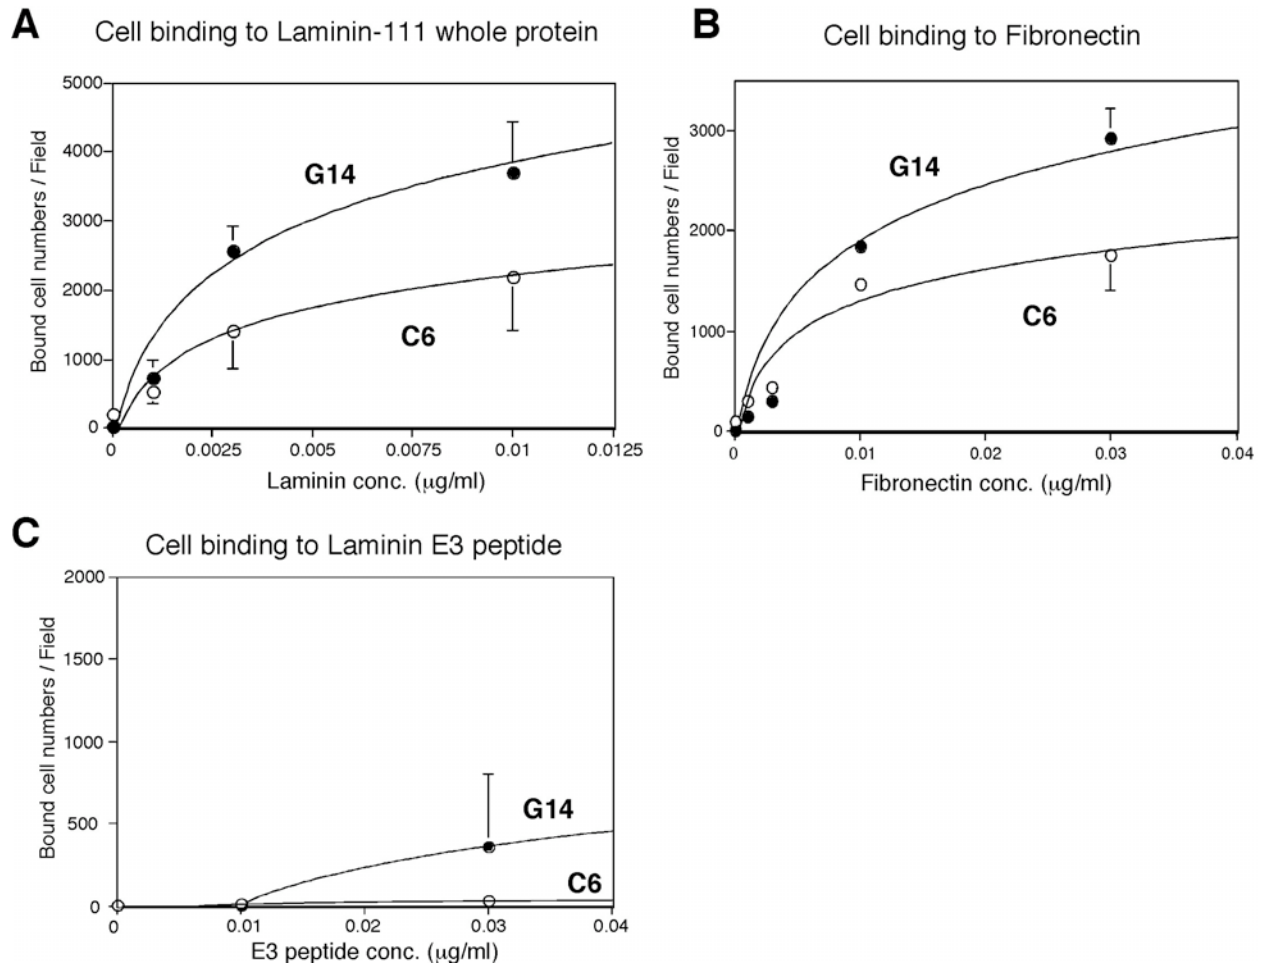 A
Cell binding to Laminin-111 whole protein
Bound cell numbers / Field
5000
4000
3000
2000
1000
0
G14
C6
0 0.0025 0.005 0.0075 0.01 0.0125
Laminin conc. (μg/ml)
B
Cell binding to Fibronectin
Bound cell numbers / Field
3000
2000
1000
0
G14
C6
0 0.01 0.02 0.03 0.04
Fibronectin conc. (μg/ml)
C
Cell binding to Laminin E3 peptide
Bound cell numbers / Field
2000
1500
1000
500
0
G14
C6
0 0.01 0.02 0.03 0.04
E3 peptide conc. (μg/ml)